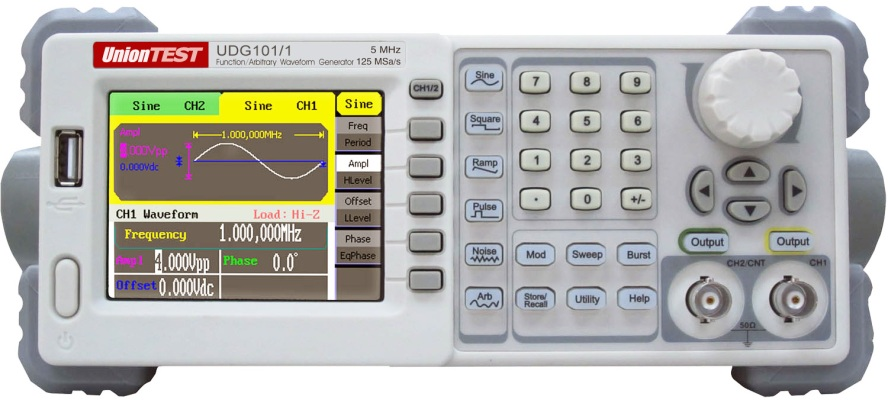 UnionTEST UDG101/1 5 MHz
Function/Arbitrary Waveform Generator 125 MSa/s
CH1/2
Sine CH2 Sine CH1 Sine
Freq
Period
Ampl
HLevel
Offset
LLevel
Phase
EqPhase
Ampl
1.000,000MHz
.000Vpp
0.000Vdc
CH1 Waveform Load: Hi-Z
Frequency 1.000,000MHz
Ampl 4.000Vpp Phase 0.0°
Offset 0.000Vdc
Sine
Square
Ramp
Pulse
Noise
Arb
7 8 9
4 5 6
1 2 3
· 0 +/-
Mod Sweep Burst
Store/
Recall
Utility Help
Output Output
CH2/CNT CH1
50Ω